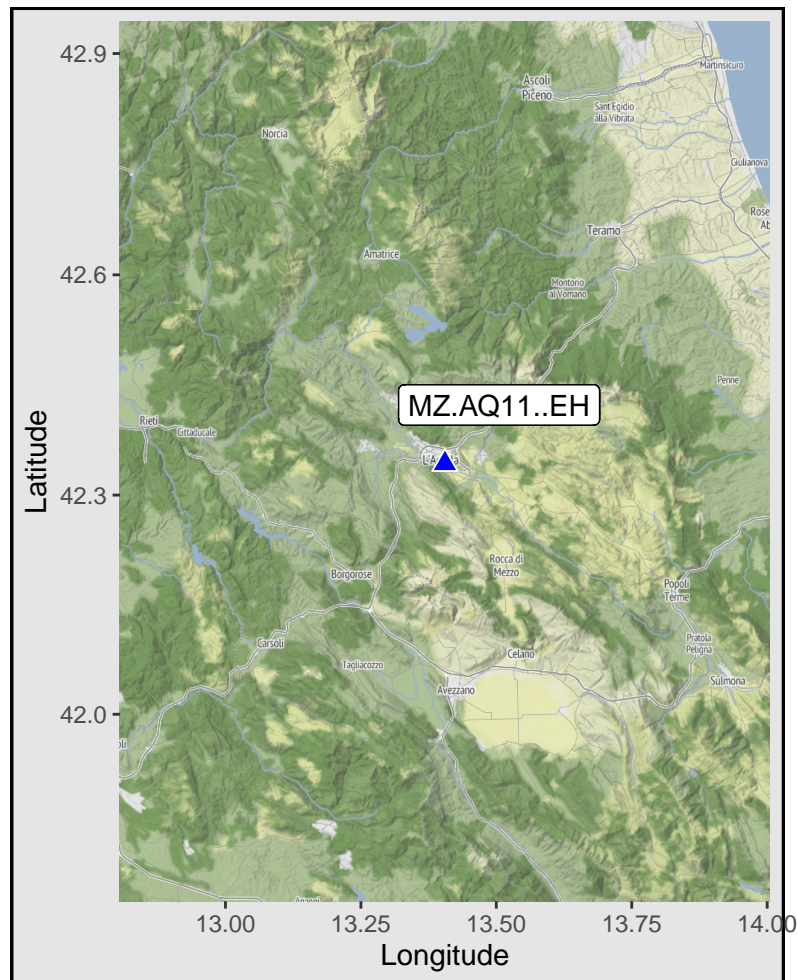 42.9
Martinsicuro
Ascoli
Piceno
Sant'Egidio
alla Vibrata
Norcia
Giulianova
Teramo
Amatrice
42.6
Montorio
al Vomano
Penne
MZ.AQ11..EH
Rieti
Cittaducale
Latitude
42.3
Rocca di
Mezzo
Borgorose
Popoli
Terme
Carsoli
Pratola
Peligna
Celano
Tagliacozzo
Sulmona
Avezzano
42.0
13.00
13.25
13.50
13.75
14.00
Longitude